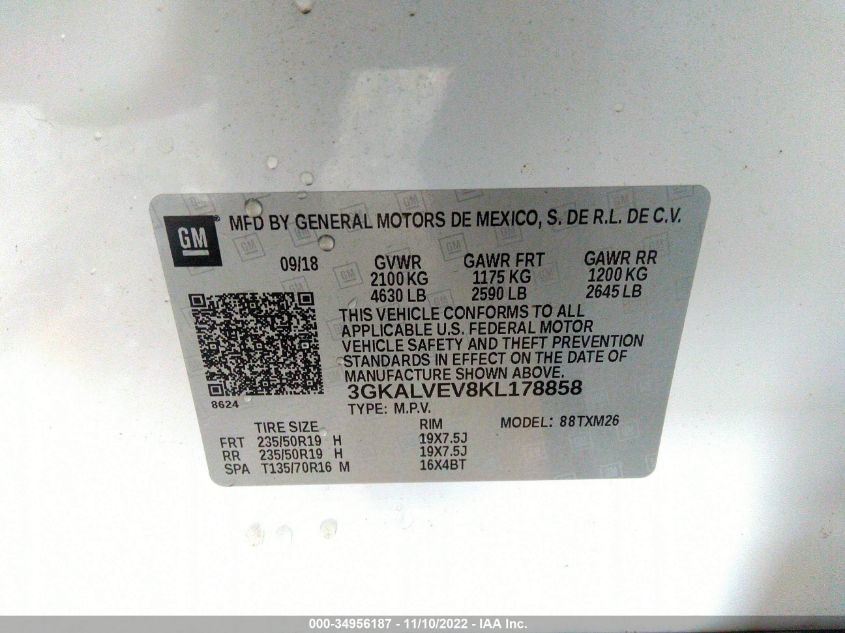 GM ® MFD BY GENERAL MOTORS DE MEXICO, S. DE R.L. DE C.V.
09/18 GVWR GAWR FRT GAWR RR
2100 KG 1175 KG 1200 KG
4630 LB 2590 LB 2645 LB
THIS VEHICLE CONFORMS TO ALL
APPLICABLE U.S. FEDERAL MOTOR
VEHICLE SAFETY AND THEFT PREVENTION
STANDARDS IN EFFECT ON THE DATE OF
MANUFACTURE SHOWN ABOVE.
8624 3GKALVEV8KL178858
TYPE: M.P.V.
TIRE SIZE RIM MODEL: 88TXM26
FRT 235/50R19 H 19X7.5J
RR 235/50R19 H 19X7.5J
SPA T135/70R16 M 16X4BT
000-34956187 - 11/10/2022 - IAA Inc.